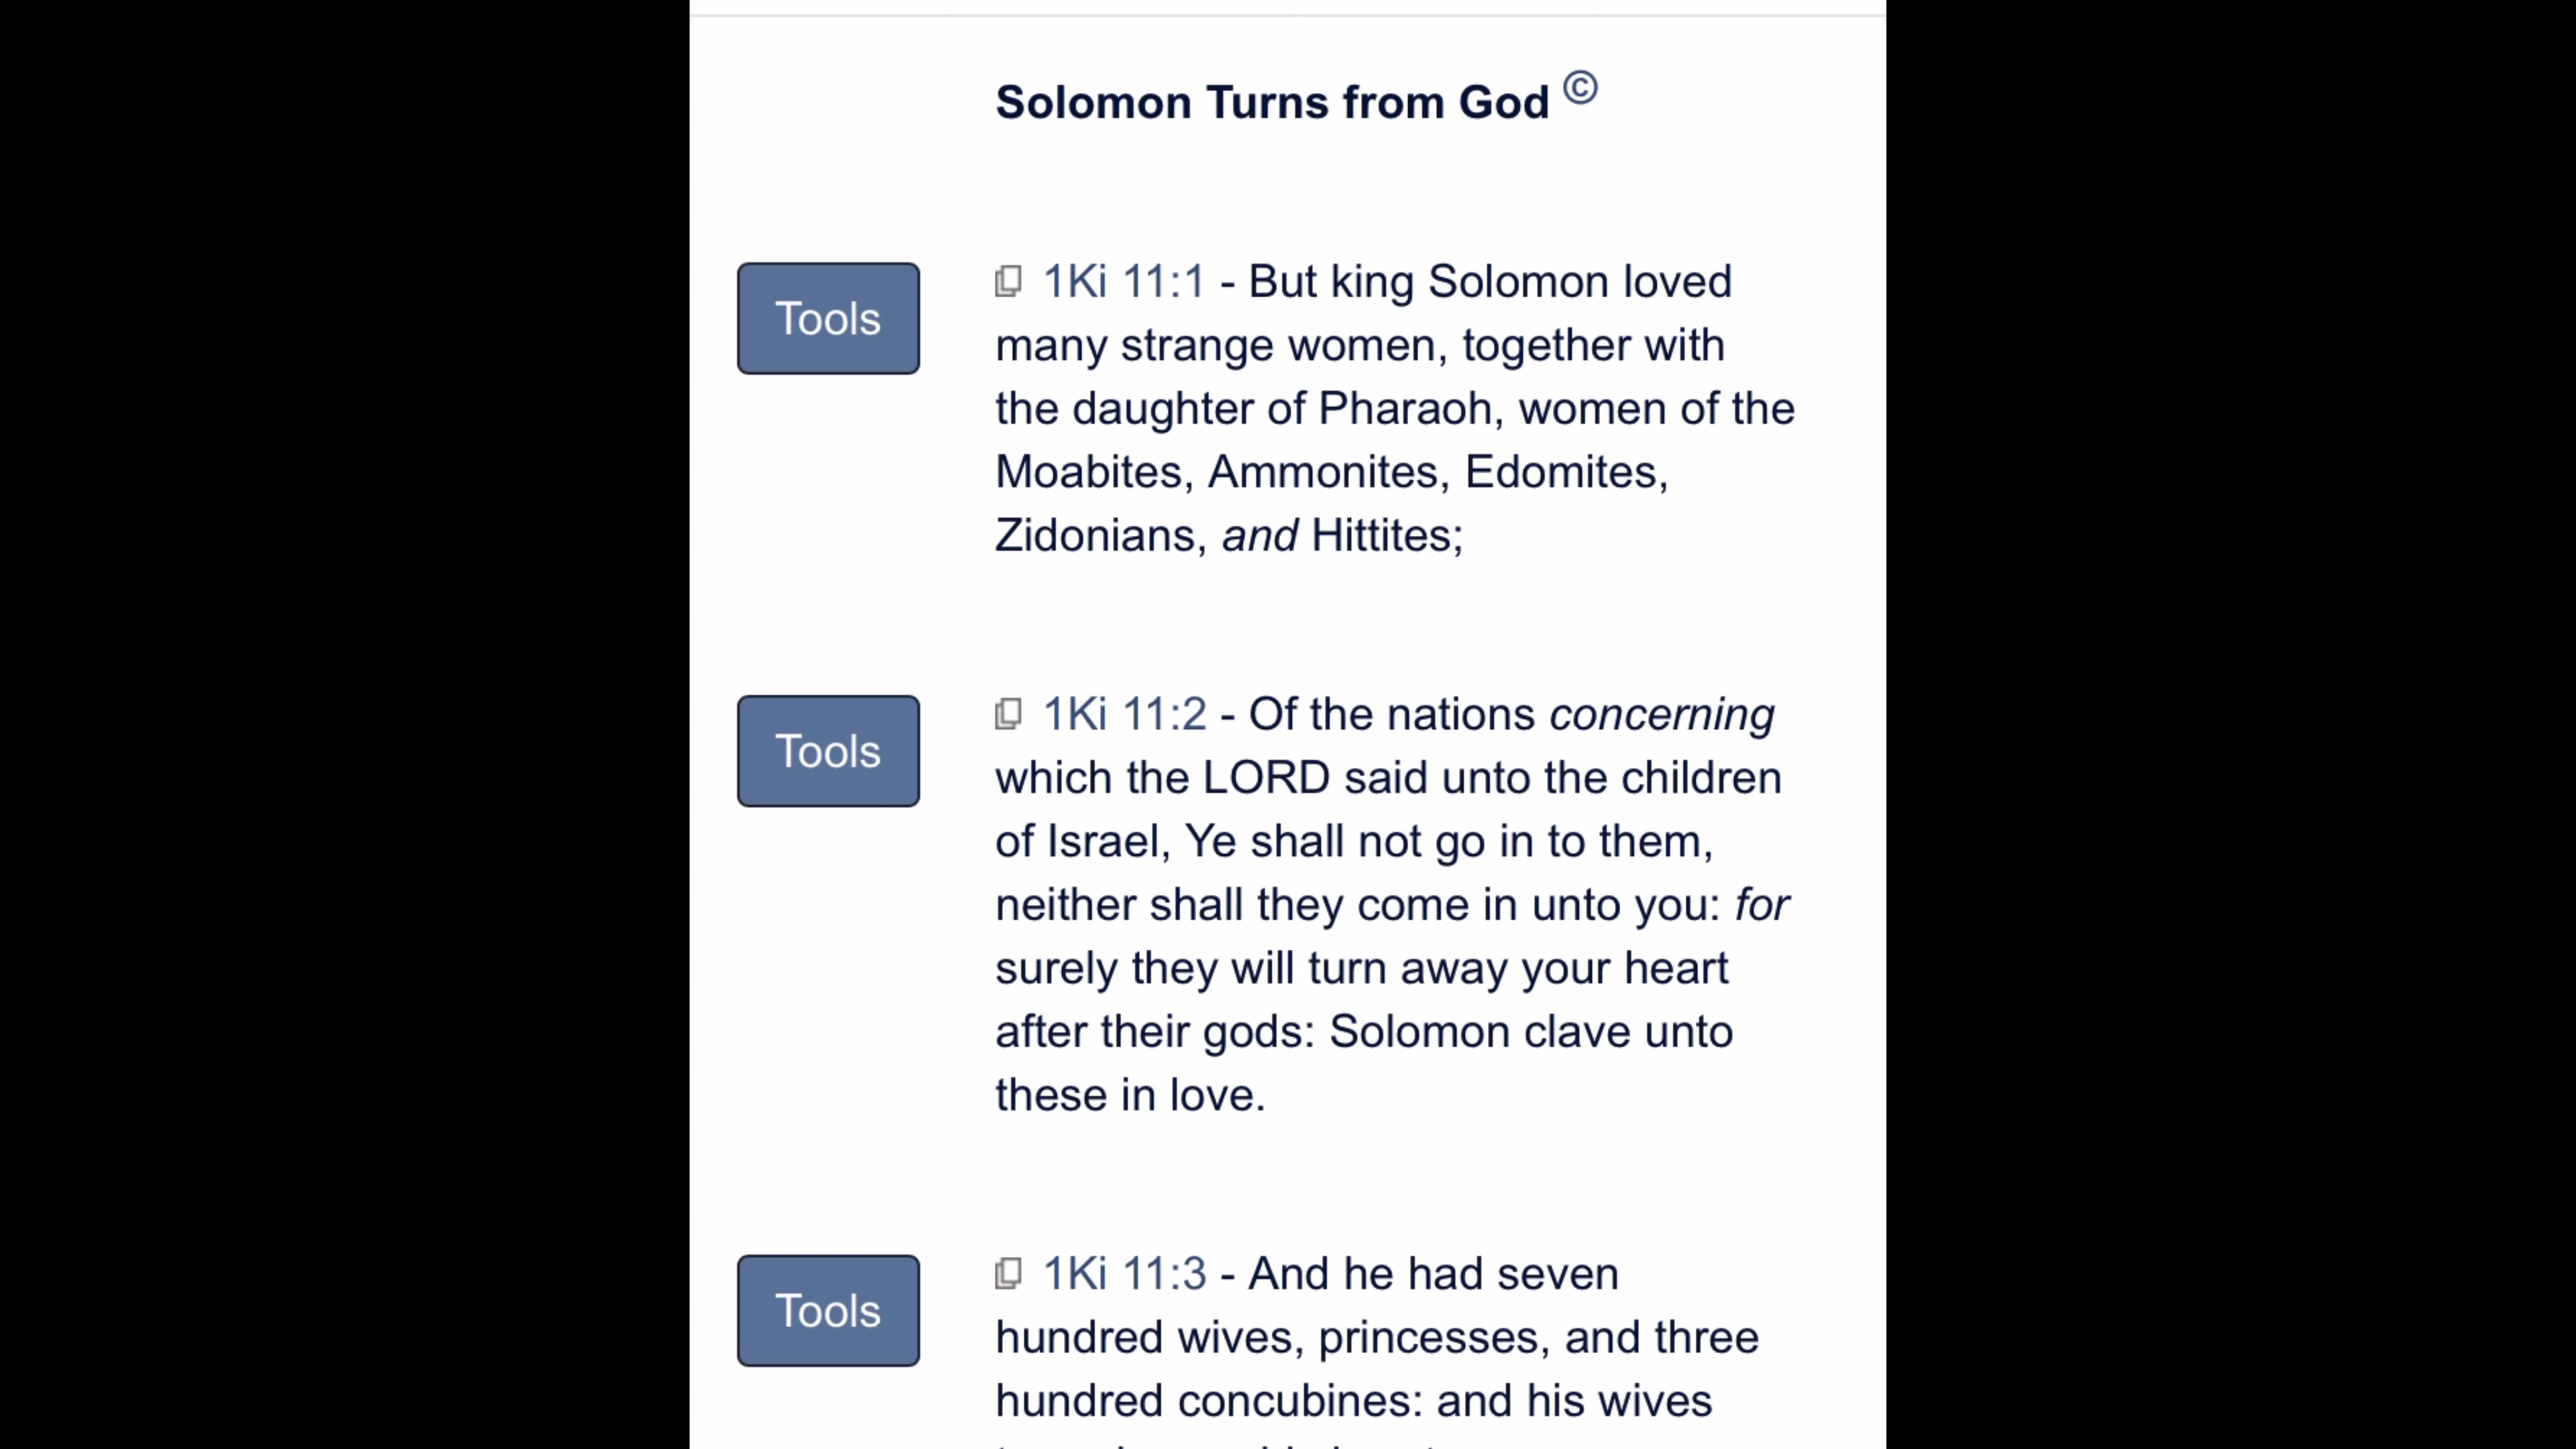 Solomon Turns from God ©
Tools
1Ki 11:1 - But king Solomon loved
many strange women, together with
the daughter of Pharaoh, women of the
Moabites, Ammonites, Edomites,
Zidonians, and Hittites;
Tools
1Ki 11:2 - Of the nations concerning
which the LORD said unto the children
of Israel, Ye shall not go in to them,
neither shall they come in unto you: for
surely they will turn away your heart
after their gods: Solomon clave unto
these in love.
Tools
1Ki 11:3 - And he had seven
hundred wives, princesses, and three
hundred concubines: and his wives